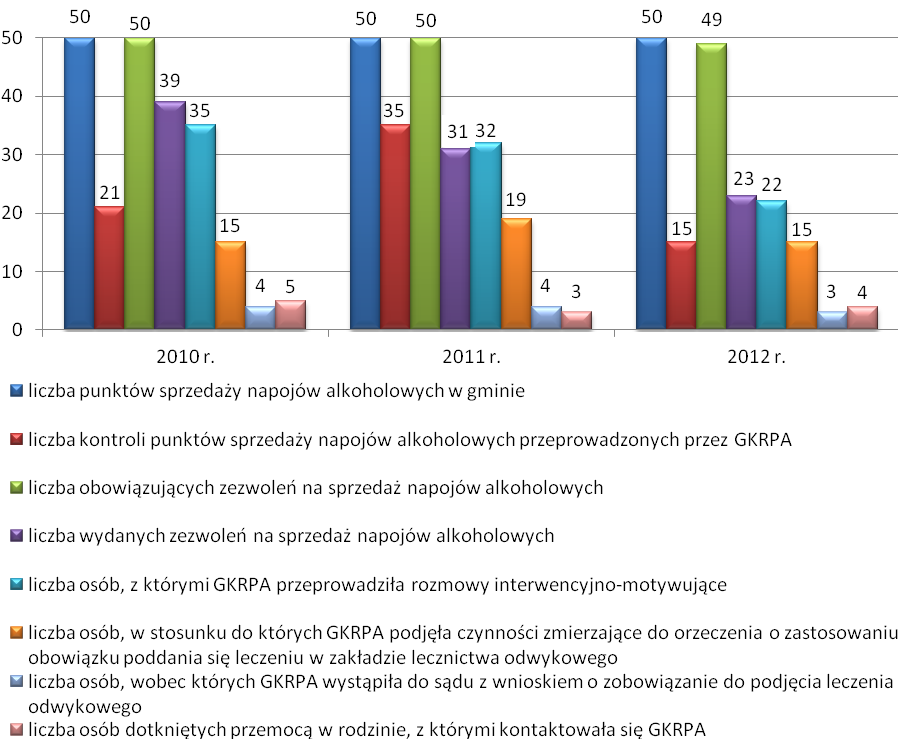 50 50 50 50 50 49
50
40 39 35 35 31 32
30
21 23 22
20 15 19 15 15
10
4 5 4 3 3 4
0
2010 r. 2011 r. 2012 r.
liczba punktów sprzedaży napojów alkoholowych w gminie
liczba kontroli punktów sprzedaży napojów alkoholowych przeprowadzonych przez GKRPA
liczba obowiązujących zezwoleń na sprzedaż napojów alkoholowych
liczba wydanych zezwoleń na sprzedaż napojów alkoholowych
liczba osób, z którymi GKRPA przeprowadziła rozmowy interwencyjno-motywujące
liczba osób, w stosunku do których GKRPA podjęła czynności zmierzające do orzeczenia o zastosowaniu
obowiązku poddania się leczeniu w zakładzie lecznictwa odwykowego
liczba osób, wobec których GKRPA wystąpiła do sądu z wnioskiem o zobowiązanie do podjęcia leczenia
odwykowego
liczba osób dotkniętych przemocą w rodzinie, z którymi kontaktowała się GKRPA